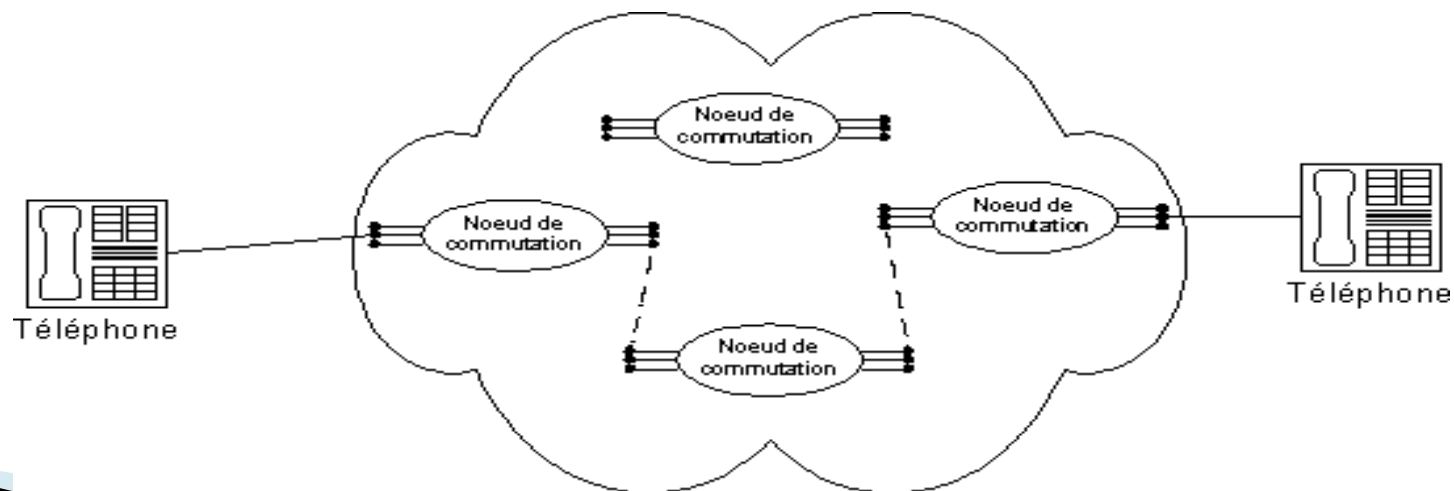 Noeud de
commutation
Noeud de
commutation
Noeud de
commutation
Téléphone
Téléphone
Noeud de
commutation